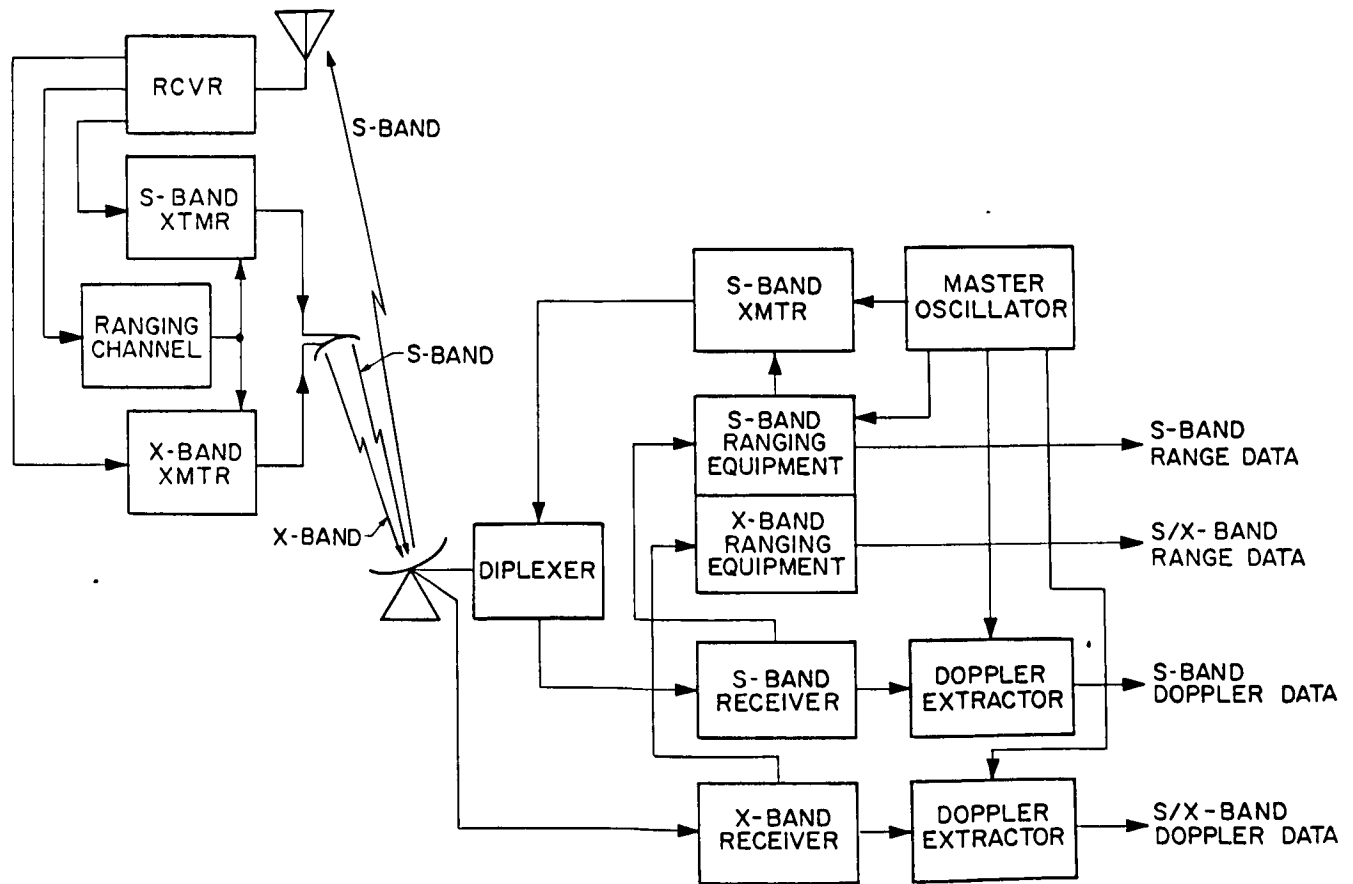 RCVR
S-BAND
S-BAND
XTMR
RANGING
CHANNEL
S-BAND
X-BAND
XMTR
X-BAND
DIPLEXER
S-BAND
XMTR
MASTER
OSCILLATOR
S-BAND
RANGING
EQUIPMENT
S-BAND
RANGE DATA
X-BAND
RANGING
EQUIPMENT
S/X-BAND
RANGE DATA
S-BAND
RECEIVER
DOPPLER
EXTRACTOR
S-BAND
DOPPLER DATA
X-BAND
RECEIVER
DOPPLER
EXTRACTOR
S/X-BAND
DOPPLER DATA